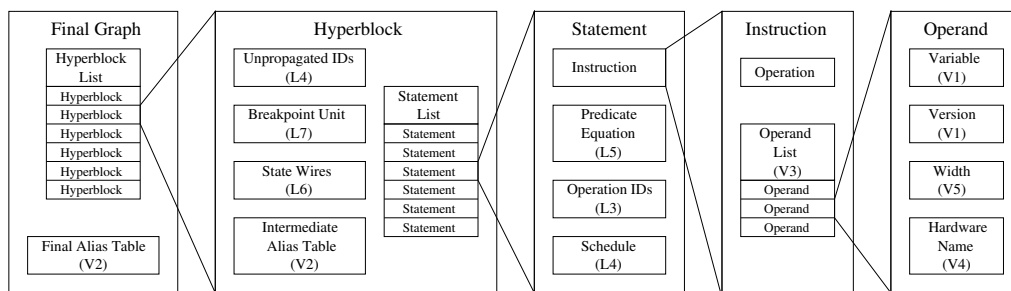 Final Graph
Hyperblock
List
Hyperblock
Hyperblock
Hyperblock
Hyperblock
Hyperblock
Hyperblock
Final Alias Table
(V2)
Hyperblock
Unpropagated IDs
(L4)
Breakpoint Unit
(L7)
State Wires
(L6)
Intermediate
Alias Table
(V2)
Statement
List
Statement
Statement
Statement
Statement
Statement
Statement
Statement
Instruction
Predicate
Equation
(L5)
Operation IDs
(L3)
Schedule
(L4)
Instruction
Operation
Operand
List
(V3)
Operand
Operand
Operand
Operand
Variable
(V1)
Version
(V1)
Width
(V5)
Hardware
Name
(V4)